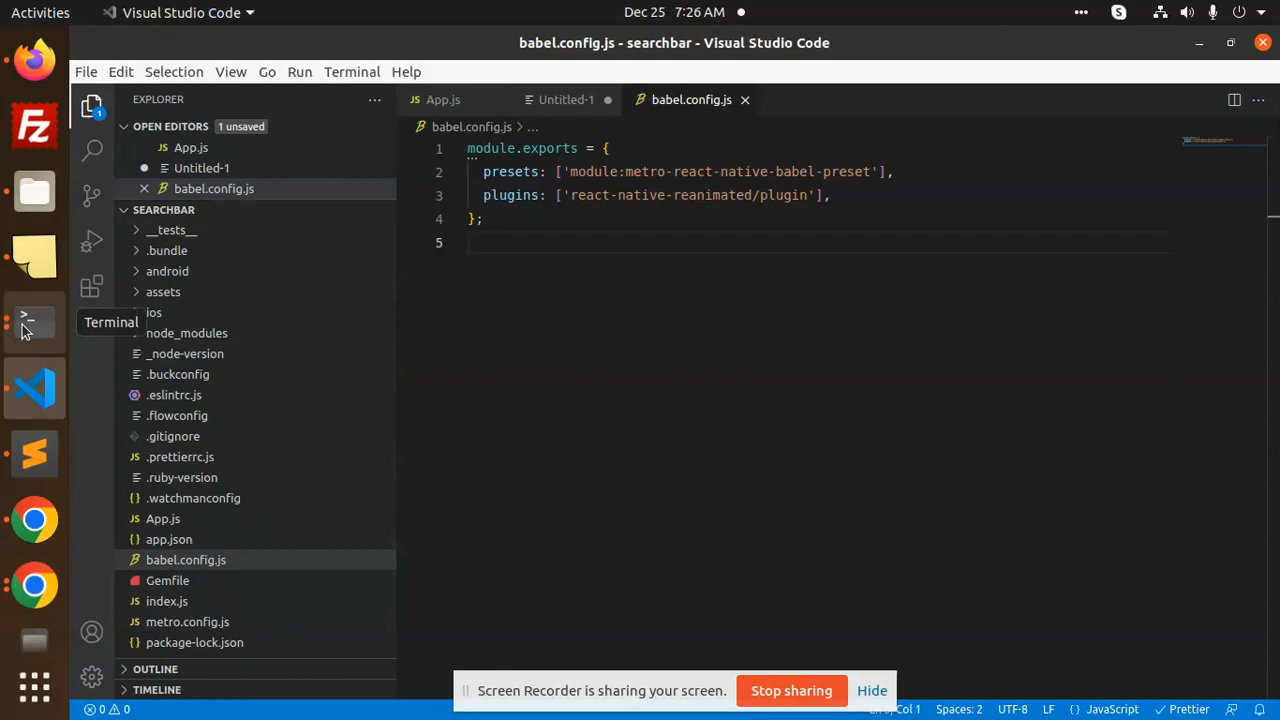 Activities
Visual Studio Code
Dec 25 7:26 AM
babel.config.js - searchbar - Visual Studio Code
File Edit Selection View Go Run Terminal Help
EXPLORER
App.js
Untitled-1
babel.config.js
OPEN EDITORS
1 unsaved
babel.config.js > ...
App.js
Untitled-1
babel.config.js
SEARCHBAR
__tests__
.bundle
android
assets
ios
node_modules
_node-version
.buckconfig
.eslintrc.js
.flowconfig
.gitignore
.prettierrc.js
.ruby-version
.watchmanconfig
App.js
app.json
babel.config.js
Gemfile
index.js
metro.config.js
package-lock.json
OUTLINE
TIMELINE
Terminal
1 module.exports = {
2 presets: ['module:metro-react-native-babel-preset'],
3 plugins: ['react-native-reanimated/plugin'],
4 };
5
Screen Recorder is sharing your screen.
Stop sharing
Hide
0 0
Col 1
Spaces: 2
UTF-8
LF
{ } JavaScript
Prettier